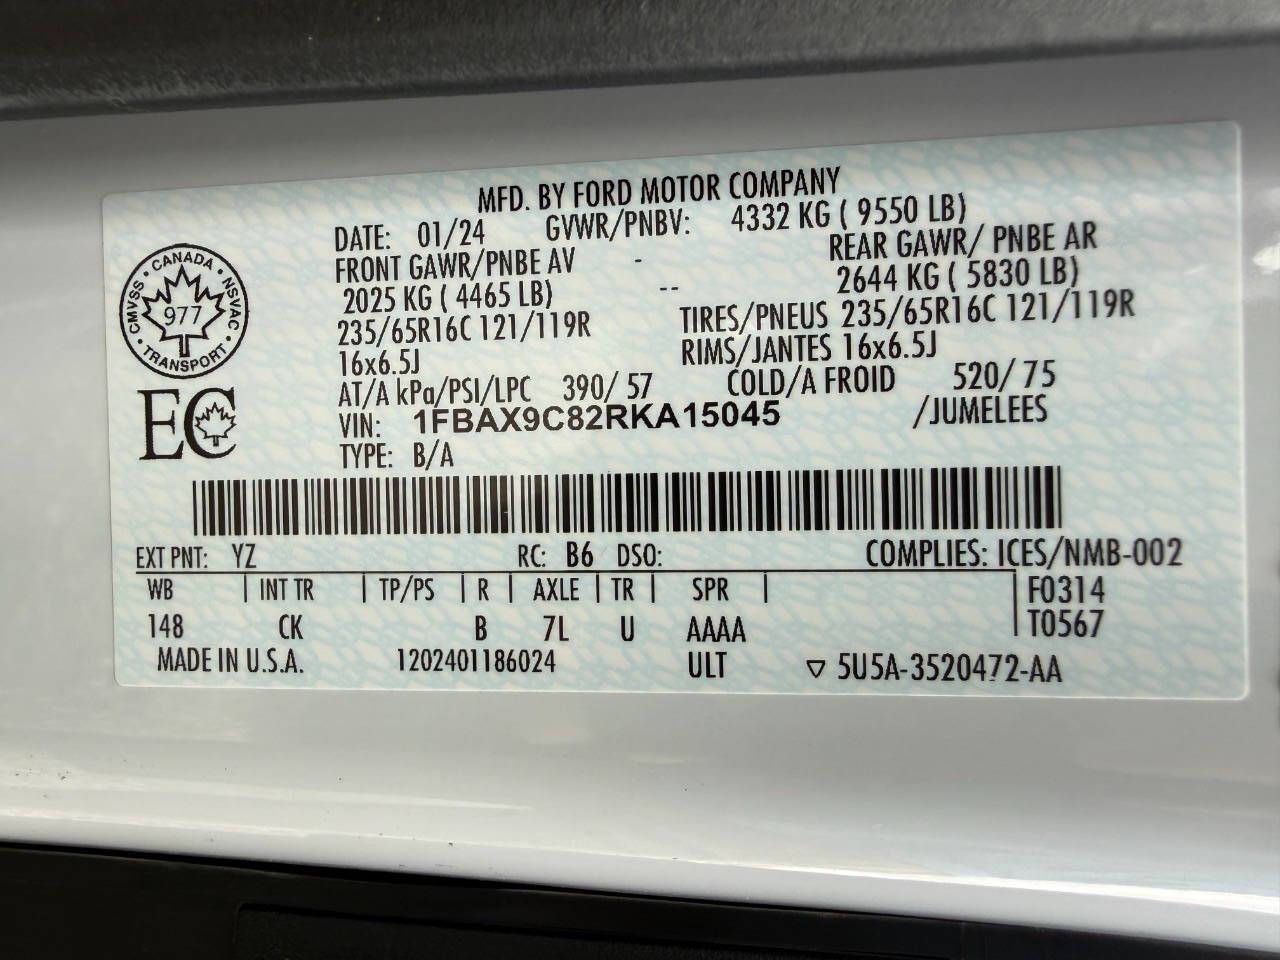 MFD. BY FORD MOTOR COMPANY
DATE: 01/24 GVWR/PNBV: 4332 KG ( 9550 LB)
FRONT GAWR/PNBE AV - REAR GAWR/ PNBE AR
2025 KG ( 4465 LB) -- 2644 KG ( 5830 LB)
235/65R16C 121/119R TIRES/PNEUS 235/65R16C 121/119R
16x6.5J RIMS/JANTES 16x6.5J
AT/A kPa/PSI/LPC 390/ 57 COLD/A FROID 520/ 75
VIN: 1FBAX9C82RKA15045 /JUMELEES
TYPE: B/A
CANADA
CMVSS
NSVAC
977
TRANSPORT
EC
EXT PNT: YZ RC: B6 DSO: COMPLIES: ICES/NMB-002
WB | INT TR | TP/PS | R | AXLE | TR | SPR | F0314
148 CK B 7L U AAAA T0567
MADE IN U.S.A. 1202401186024 ULT ▽ 5U5A-3520472-AA